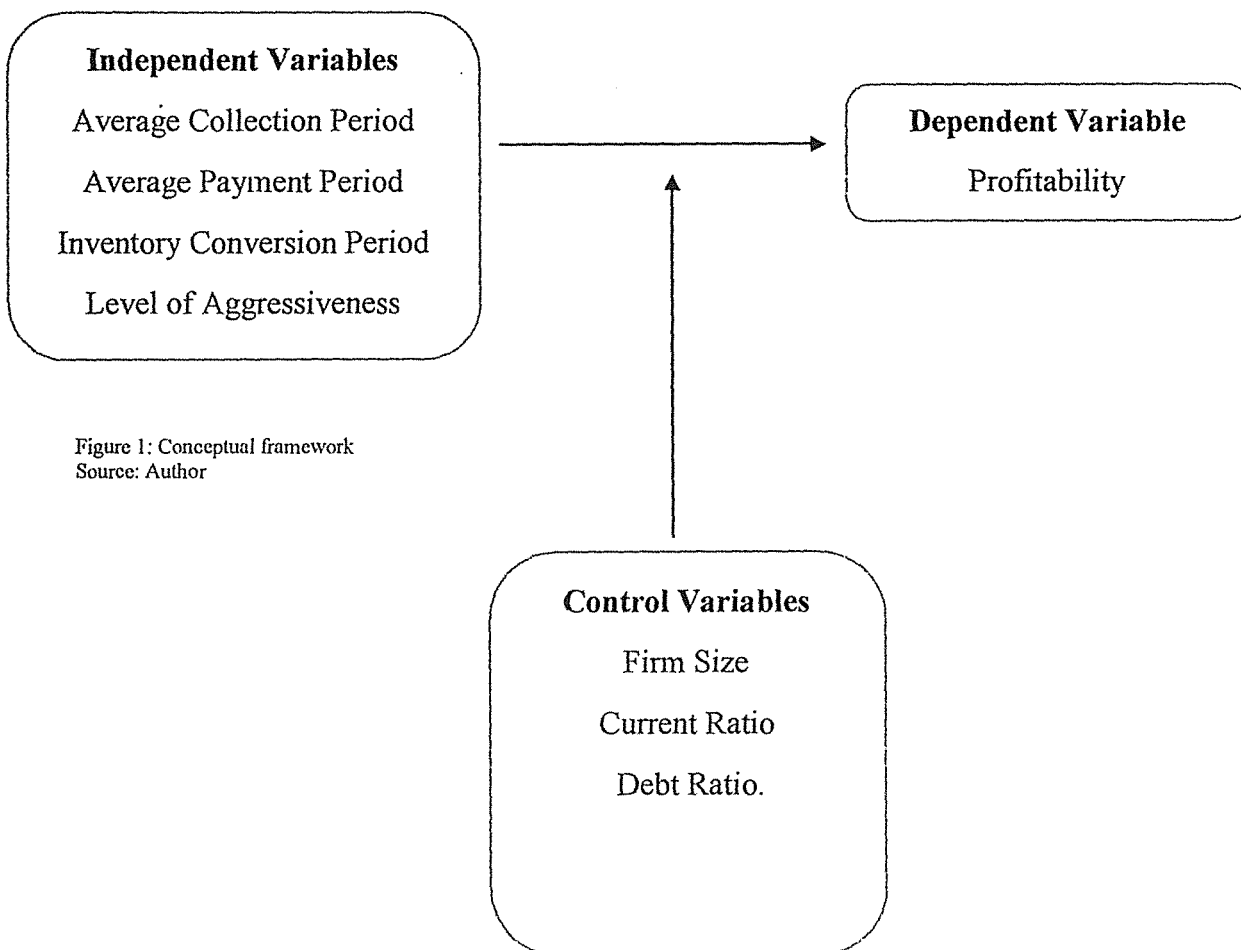 Independent Variables
Average Collection Period
Average Payment Period
Inventory Conversion Period
Level of Aggressiveness
Dependent Variable
Profitability
Figure 1: Conceptual framework
Source: Author
Control Variables
Firm Size
Current Ratio
Debt Ratio.